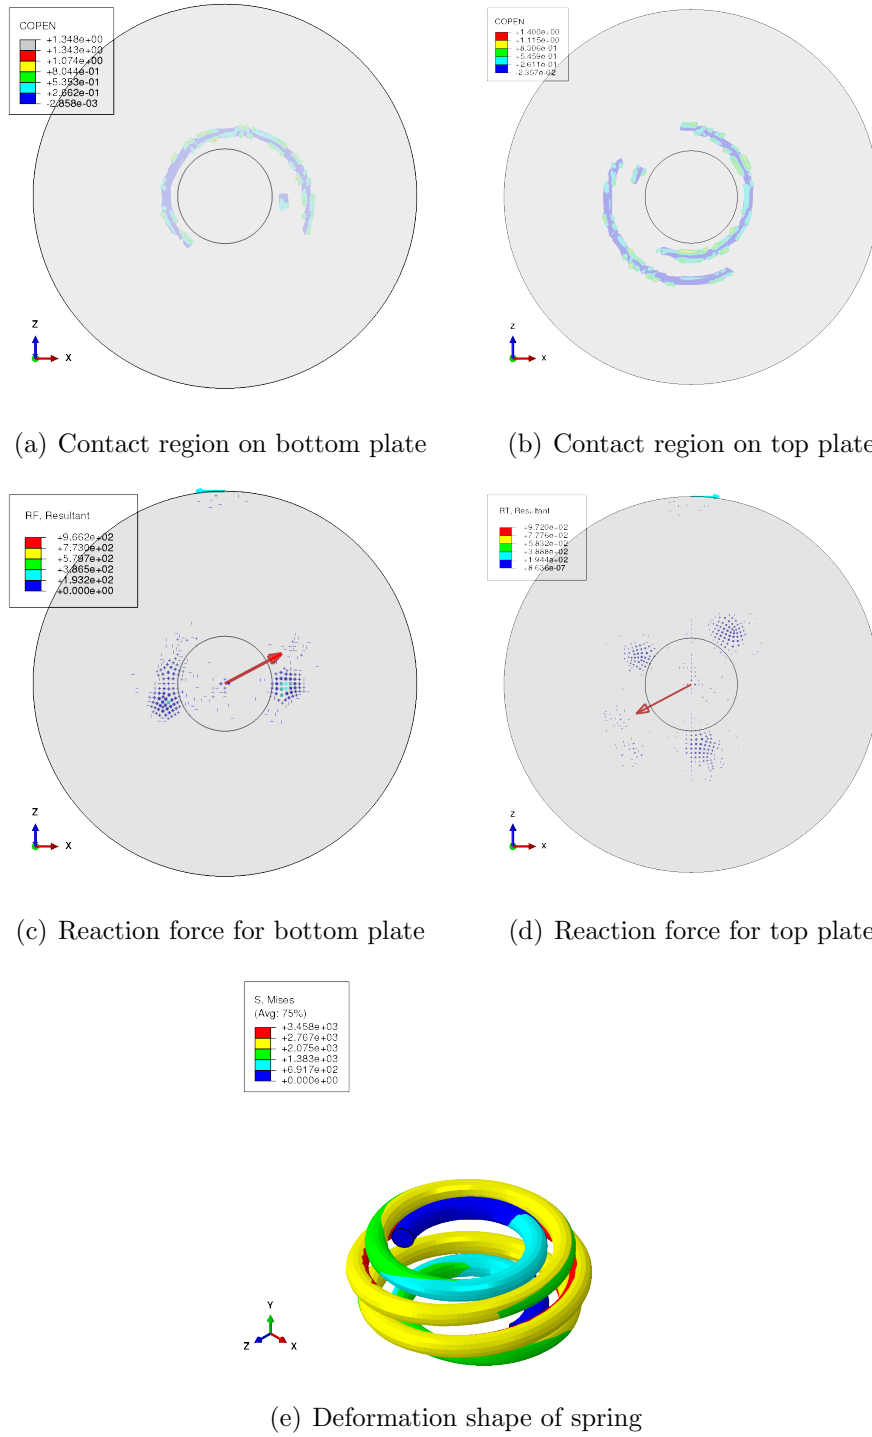 COPEN
+1.348e+00
+1.343e+00
+1.074e+00
+8.044e-01
+5.353e-01
+2.662e-01
-2.858e-03
Z
X
COPEN
+1.400e+00
+1.115e+00
+8.306e-01
+5.459e-01
+2.611e-01
-2.357e-02
Z
X
(a) Contact region on bottom plate
(b) Contact region on top plate
RF, Resultant
+9.662e+02
+7.730e+02
+5.797e+02
+3.865e+02
+1.932e+02
+0.000e+00
Z
X
RT, Resultant
+9.720e+02
+7.776e+02
+5.832e+02
+3.888e+02
+1.944e+02
+8.636e-07
Z
X
(c) Reaction force for bottom plate
(d) Reaction force for top plate
S, Mises
(Avg: 75%)
+3.458e+03
+2.767e+03
+2.075e+03
+1.383e+03
+6.917e+02
+0.000e+00
Y
Z
X
(e) Deformation shape of spring